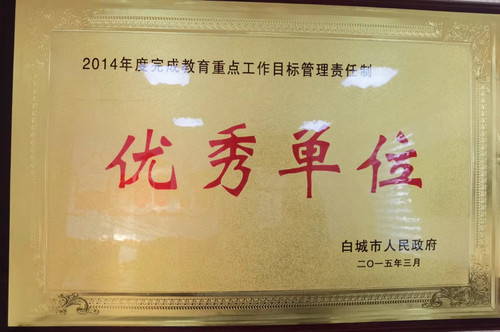 2014年度完成教育重点工作目标管理责任制
优秀单位
白城市人民政府
二〇一五年三月